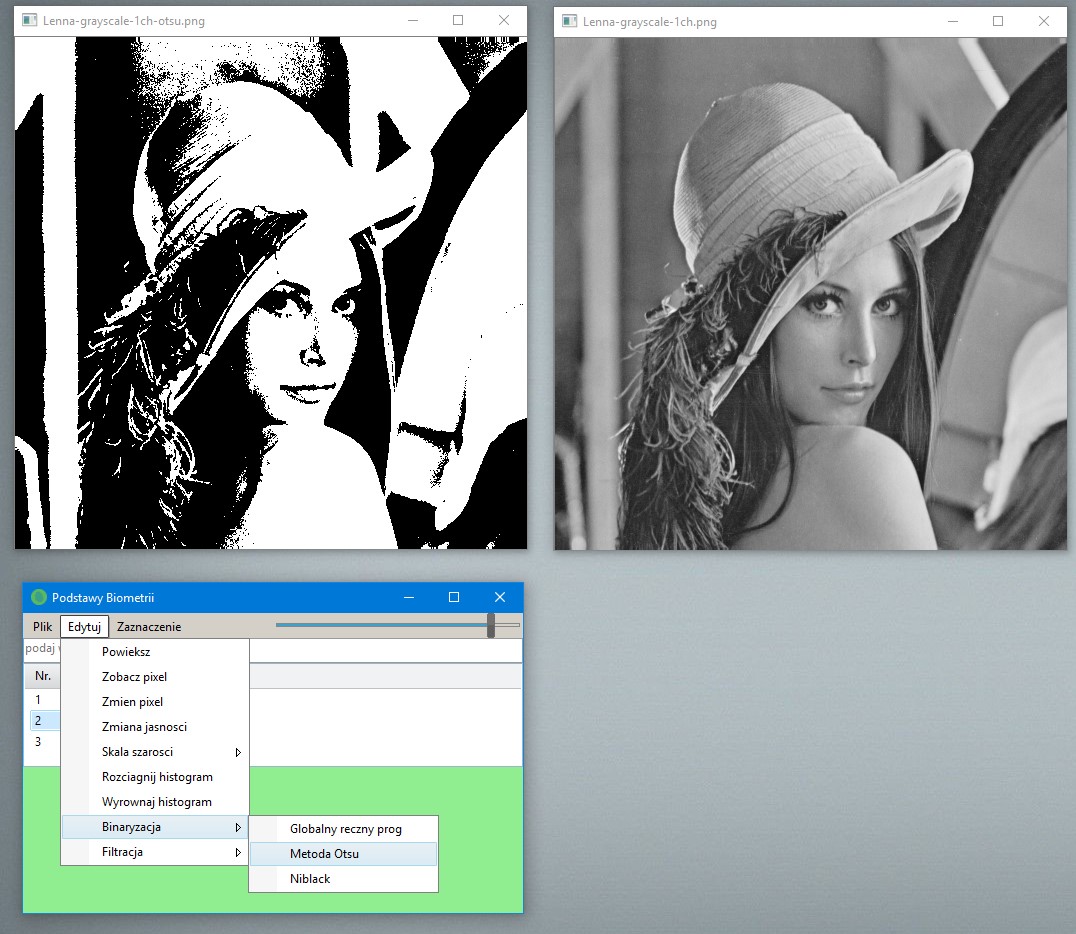 Lenna-grayscale-1ch-otsu.png
Lenna-grayscale-1ch.png
Podstawy Biometrii
Plik Edytuj Zaznaczenie
podaj
Nr.
1
2
3
Powieksz
Zobacz pixel
Zmien pixel
Zmiana jasnosci
Skala szarosci
Rozciagnij histogram
Wyrownaj histogram
Binaryzacja
Filtracja
Globalny reczny prog
Metoda Otsu
Niblack